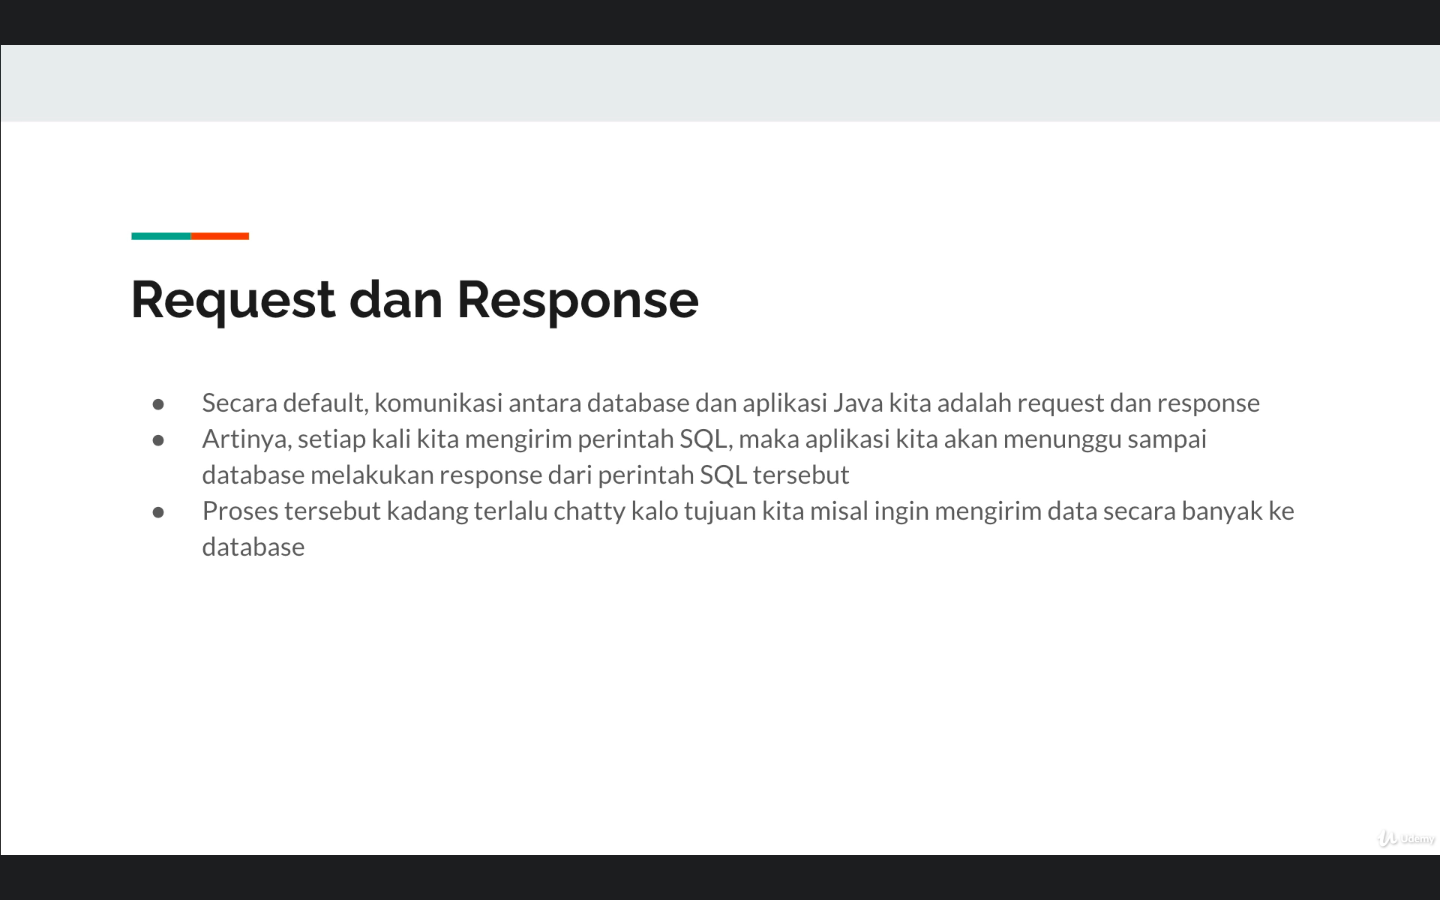 Request dan Response
● Secara default, komunikasi antara database dan aplikasi Java kita adalah request dan response
● Artinya, setiap kali kita mengirim perintah SQL, maka aplikasi kita akan menunggu sampai
database melakukan response dari perintah SQL tersebut
● Proses tersebut kadang terlalu chatty kalo tujuan kita misal ingin mengirim data secara banyak ke
database
Udemy